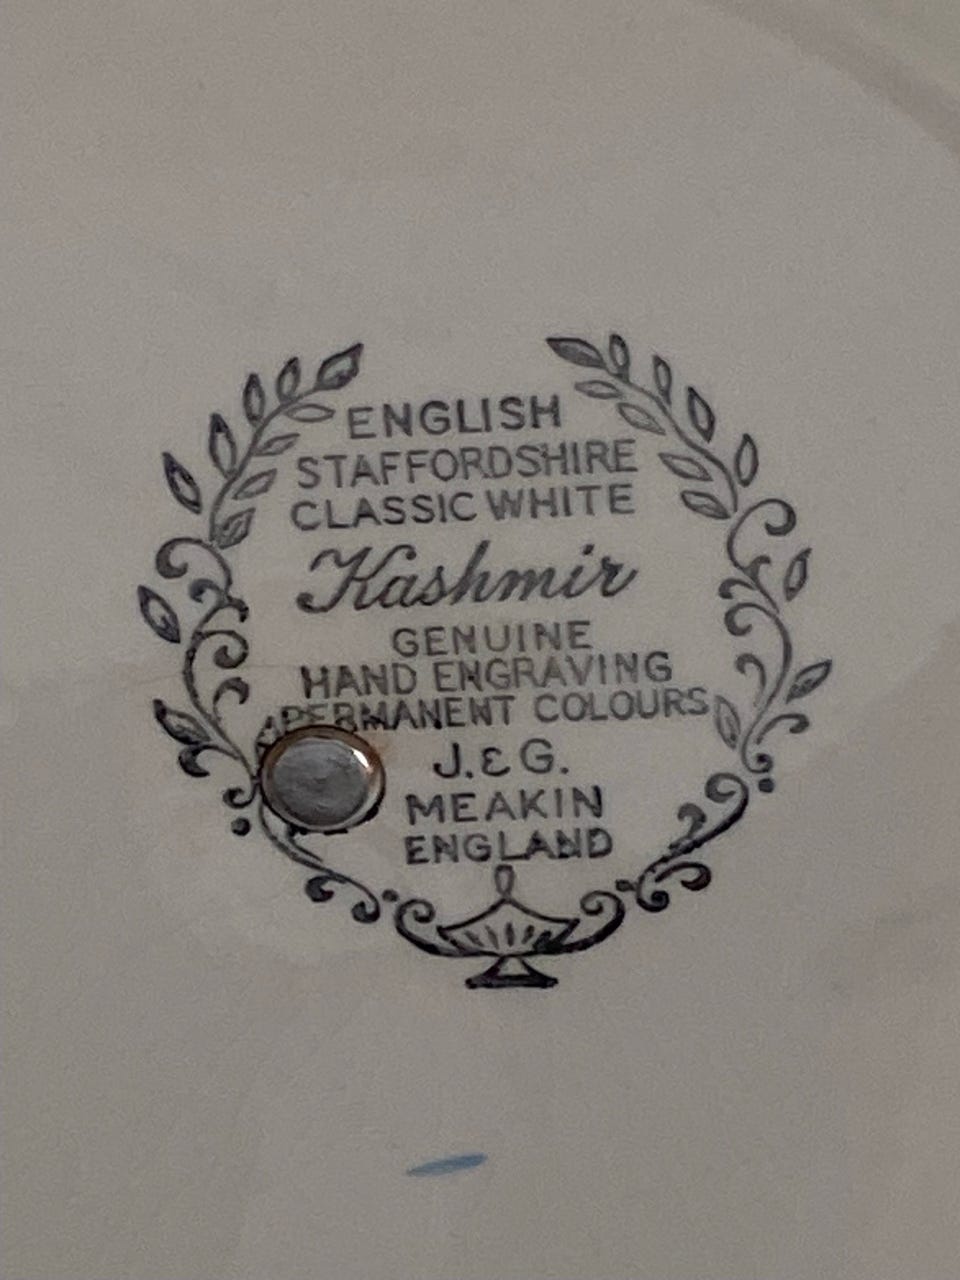 ENGLISH
STAFFORDSHIRE
CLASSIC WHITE
Kashmir
GENUINE
HAND ENGRAVING
PERMANENT COLOURS
J. & G.
MEAKIN
ENGLAND